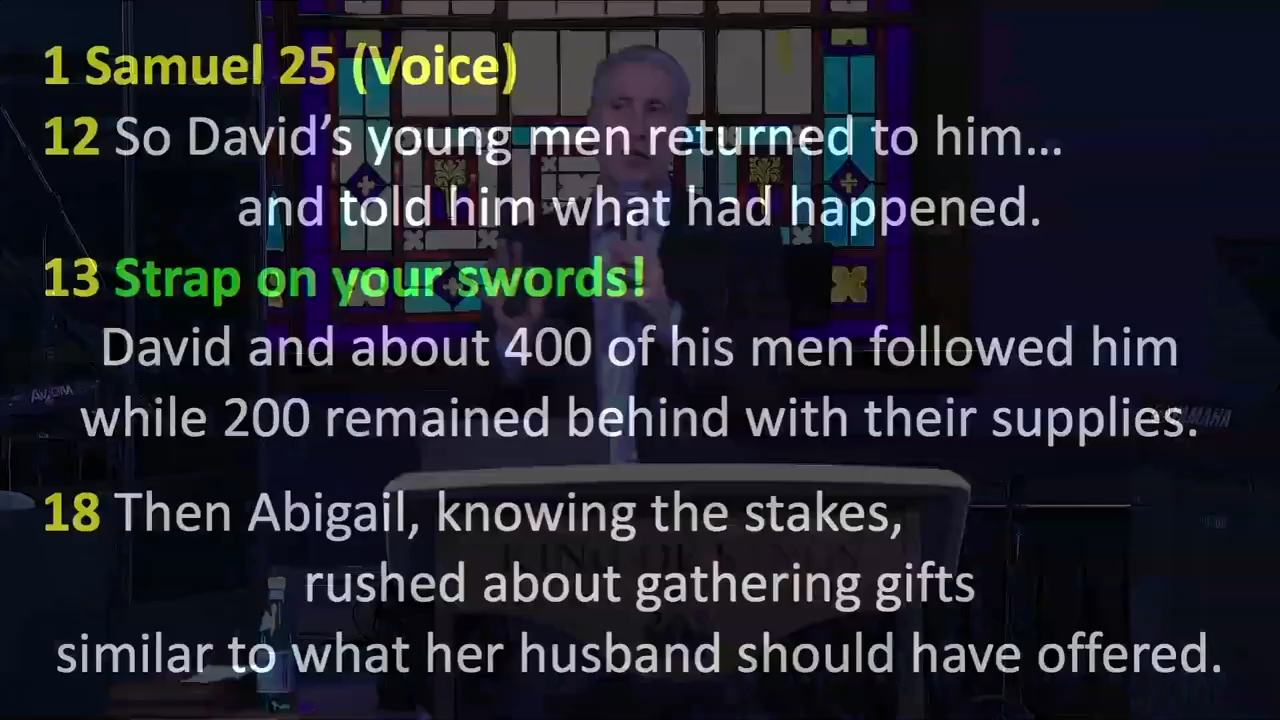 1 Samuel 25 (Voice)
12 So David’s young men returned to him…
and told him what had happened.
13 Strap on your swords!
David and about 400 of his men followed him
while 200 remained behind with their supplies.
YAMAHA
18 Then Abigail, knowing the stakes,
rushed about gathering gifts
similar to what her husband should have offered.